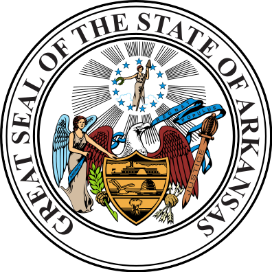 GREAT SEAL OF THE STATE OF ARKANSAS